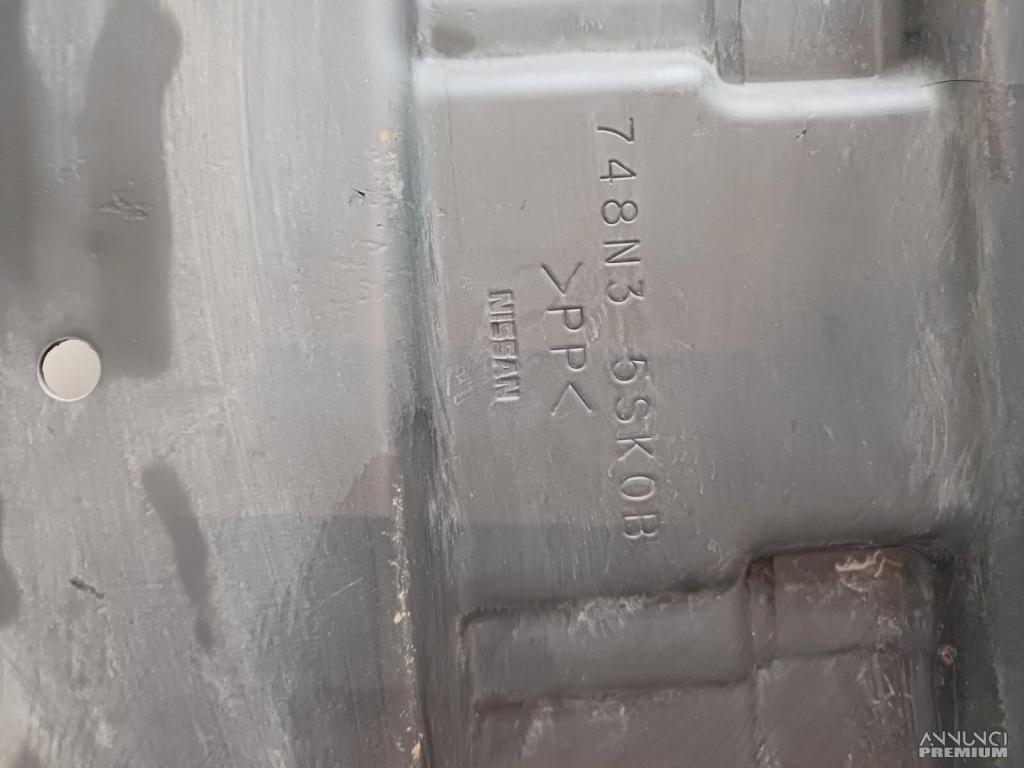 748N3 5SK0B
>PP<
NISSAN
ANNUNCI
PREMIUM